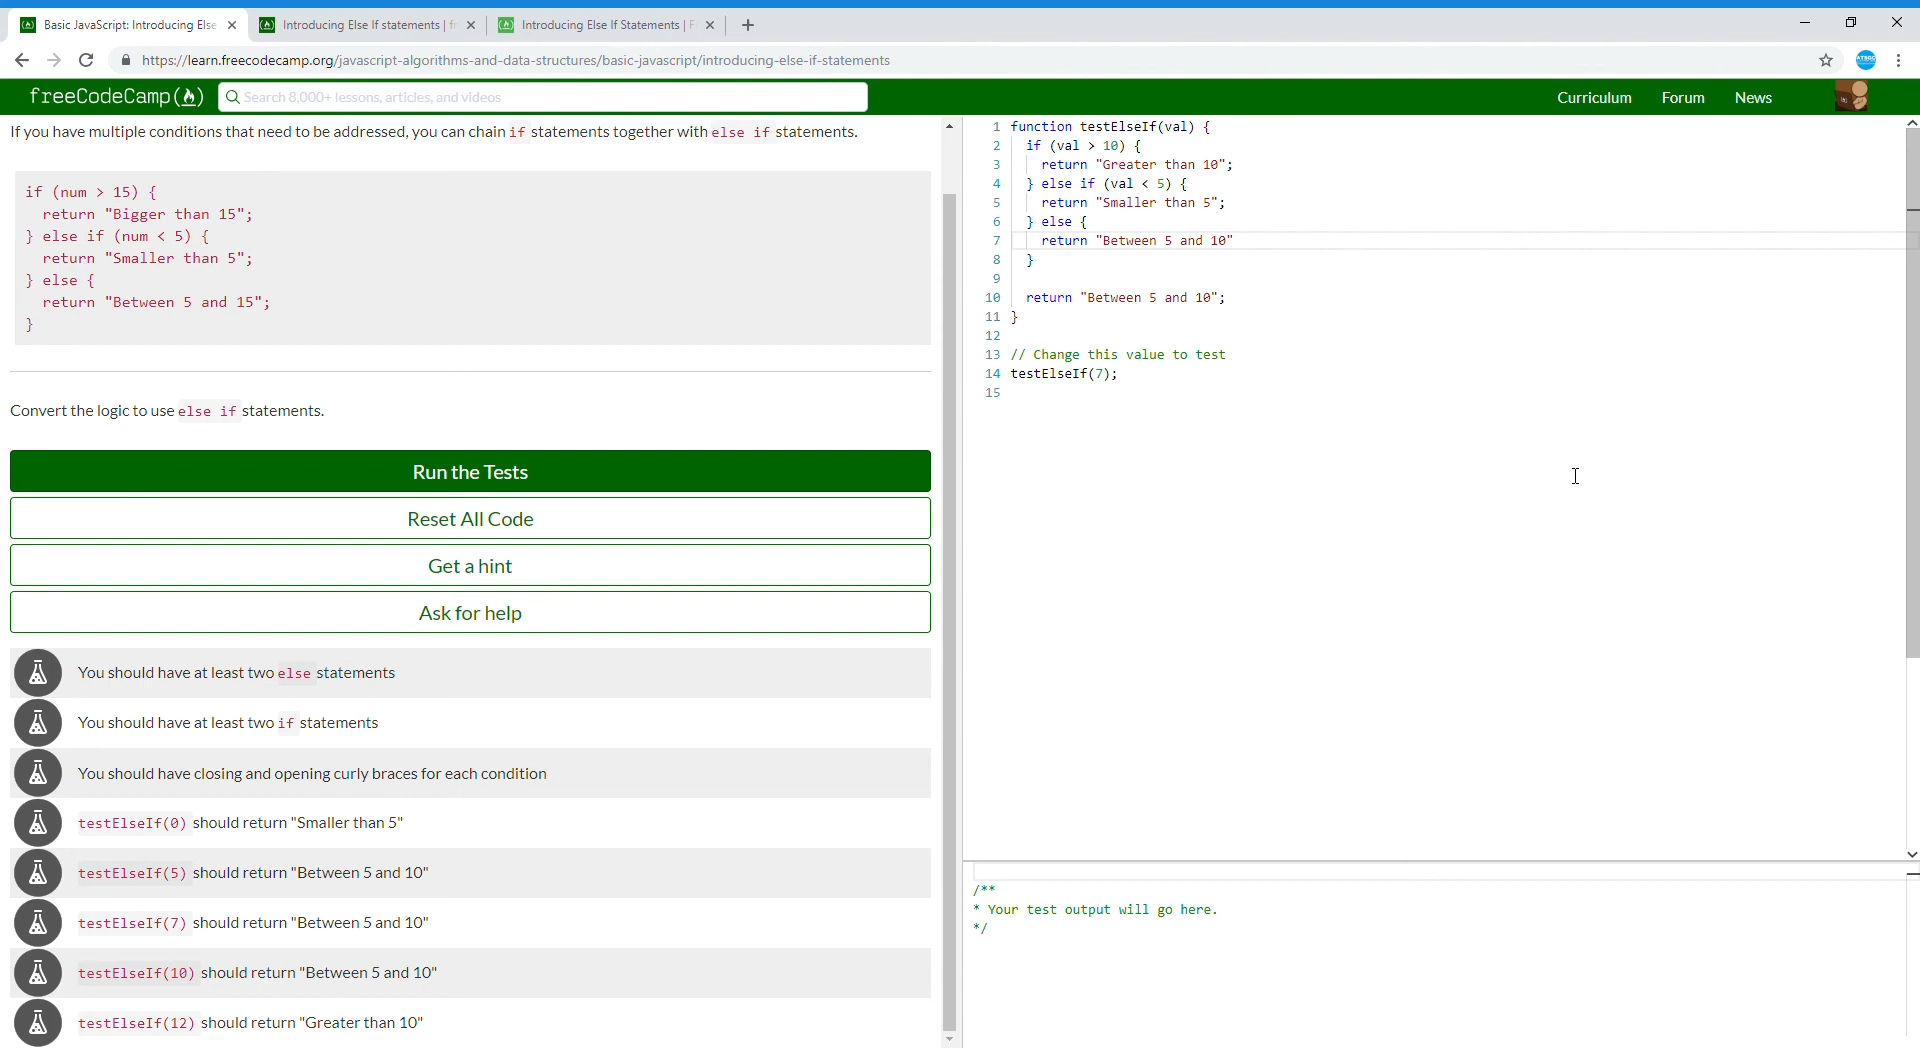 Basic JavaScript: Introducing Else
Introducing Else If statements | fr
Introducing Else If Statements | F
https://learn.freecodecamp.org/javascript-algorithms-and-data-structures/basic-javascript/introducing-else-if-statements
freeCodeCamp
Search 8,000+ lessons, articles, and videos
Curriculum Forum News
If you have multiple conditions that need to be addressed, you can chain if statements together with else if statements.
if (num > 15) {
return "Bigger than 15";
} else if (num < 5) {
return "Smaller than 5";
} else {
return "Between 5 and 15";
}
Convert the logic to use else if statements.
Run the Tests
Reset All Code
Get a hint
Ask for help
You should have at least two else statements
You should have at least two if statements
You should have closing and opening curly braces for each condition
testElseIf(0) should return "Smaller than 5"
testElseIf(5) should return "Between 5 and 10"
testElseIf(7) should return "Between 5 and 10"
testElseIf(10) should return "Between 5 and 10"
testElseIf(12) should return "Greater than 10"
1 function testElseIf(val) {
2 if (val > 10) {
3 return "Greater than 10";
4 } else if (val < 5) {
5 return "Smaller than 5";
6 } else {
7 return "Between 5 and 10"
8 }
9
10 return "Between 5 and 10";
11 }
12
13 // Change this value to test
14 testElseIf(7);
15
/**
* Your test output will go here.
*/